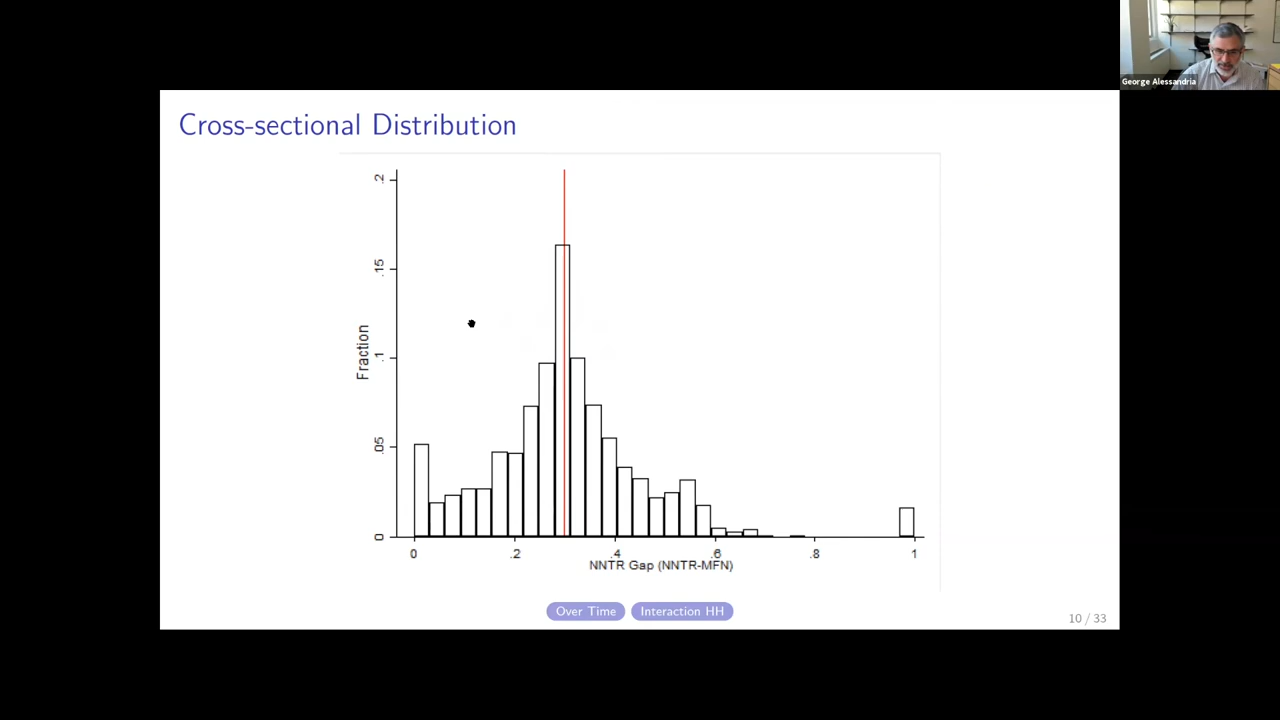 George Alessandria
Cross-sectional Distribution
.2
.15
.1
.05
0
Fraction
0 .2 .4 .6 .8 1
NNTR Gap (NNTR-MFN)
Over Time Interaction HH
10 / 33